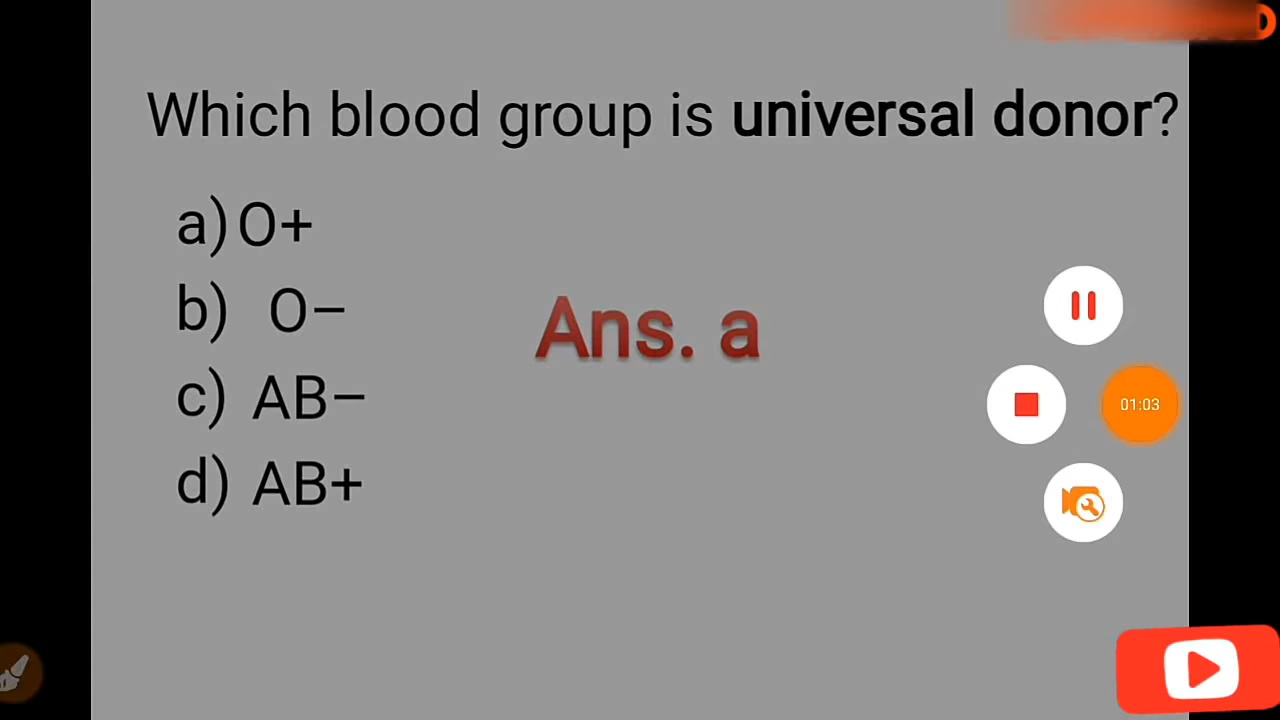 Which blood group is universal donor?
a) O+
b) O–
Ans. a
c) AB–
d) AB+
01:03